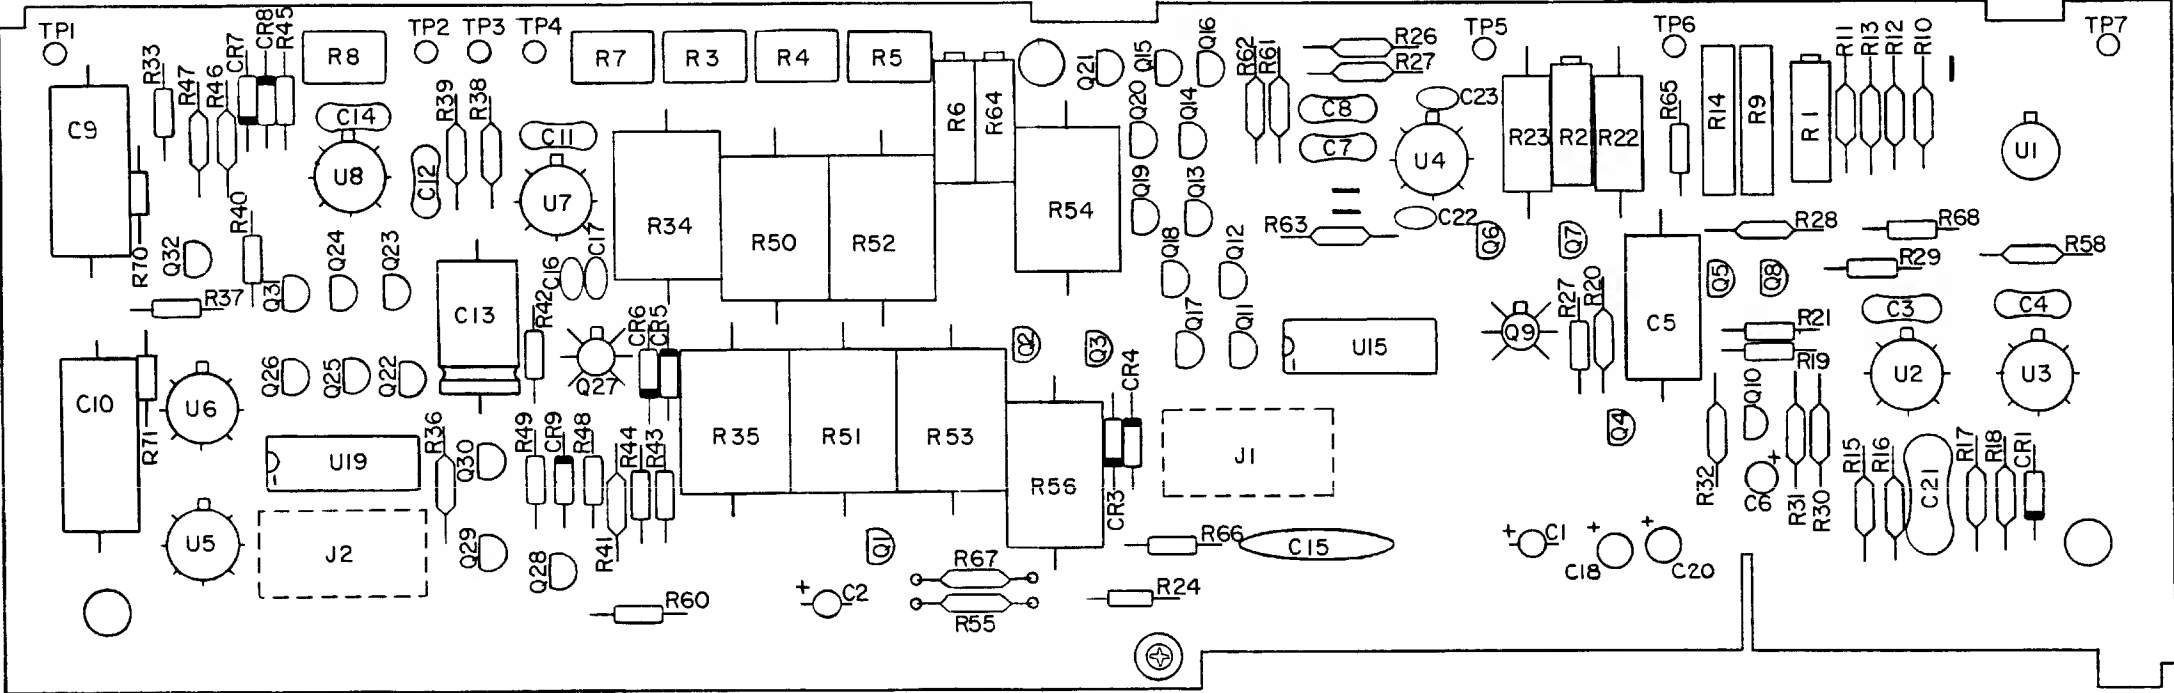 TP1
R33
R47
R46
CR7
CR8
R45
R8
TP2
TP3
TP4
R7
R3
R4
R5
Q21
Q15
Q16
R62
R61
R26
R27
TP5
TP6
R11
R13
R12
R10
TP7
C9
C14
R39
R38
C11
R6
R64
Q20
Q14
C8
C7
C23
U4
R23
R2
R22
R65
R14
R9
R1
U1
U8
C12
U7
R34
R50
R52
R54
Q19
Q13
R63
C22
Q6
Q7
R28
R68
R58
R29
R70
Q32
R40
Q31
Q24
Q23
R37
C16
C17
Q18
Q12
C13
R42
CR6
CR5
Q27
Q2
Q3
CR4
Q17
Q11
U15
Q9
R27
R20
C5
Q5
Q8
C3
C4
R21
R19
U2
U3
C10
R71
U6
Q26
Q25
Q22
R36
Q30
R49
CR9
R48
R44
R43
R35
R51
R53
R56
CR3
J1
Q4
Q10
R32
C6
+
R31
R30
R15
R16
C21
R17
R18
CR1
U19
U5
J2
Q29
Q28
R41
R60
Q1
+
C2
R67
R55
R66
R24
C15
+
C1
+
C18
+
C20